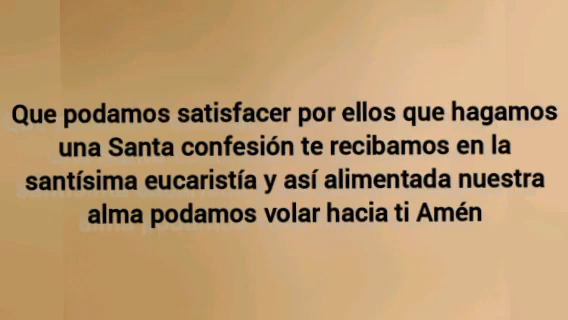 Que podamos satisfacer por ellos que hagamos
una Santa confesión te recibamos en la
santísima eucaristía y así alimentada nuestra
alma podamos volar hacia ti Amén